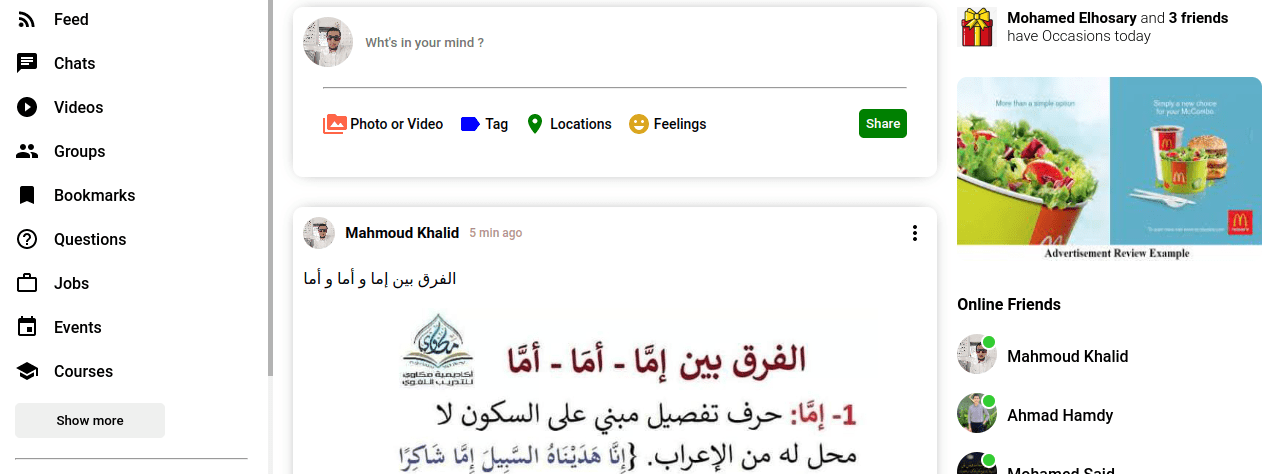 Feed
Chats
Videos
Groups
Bookmarks
Questions
Jobs
Events
Courses
Show more
Wht's in your mind ?
Photo or Video
Tag
Locations
Feelings
Share
Mahmoud Khalid 5 min ago
الفرق بين إما و أما و أما
مكاوي
أكاديمية مكاوي
للتدريب اللغوي
الفرق بين إمَّا - أمَا - أمَّا
1- إمَّا: حرف تفصيل مبني على السكون لا
محل له من الإعراب. {إِنَّا هَدَيْنَاهُ السَّبِيلَ إِمَّا شَاكِرًا
Mohamed Elhosary and 3 friends
have Occasions today
More than a simple option
Simply a new choice
for your McCombo.
Advertisement Review Example
Online Friends
Mahmoud Khalid
Ahmad Hamdy
Mohamed Said